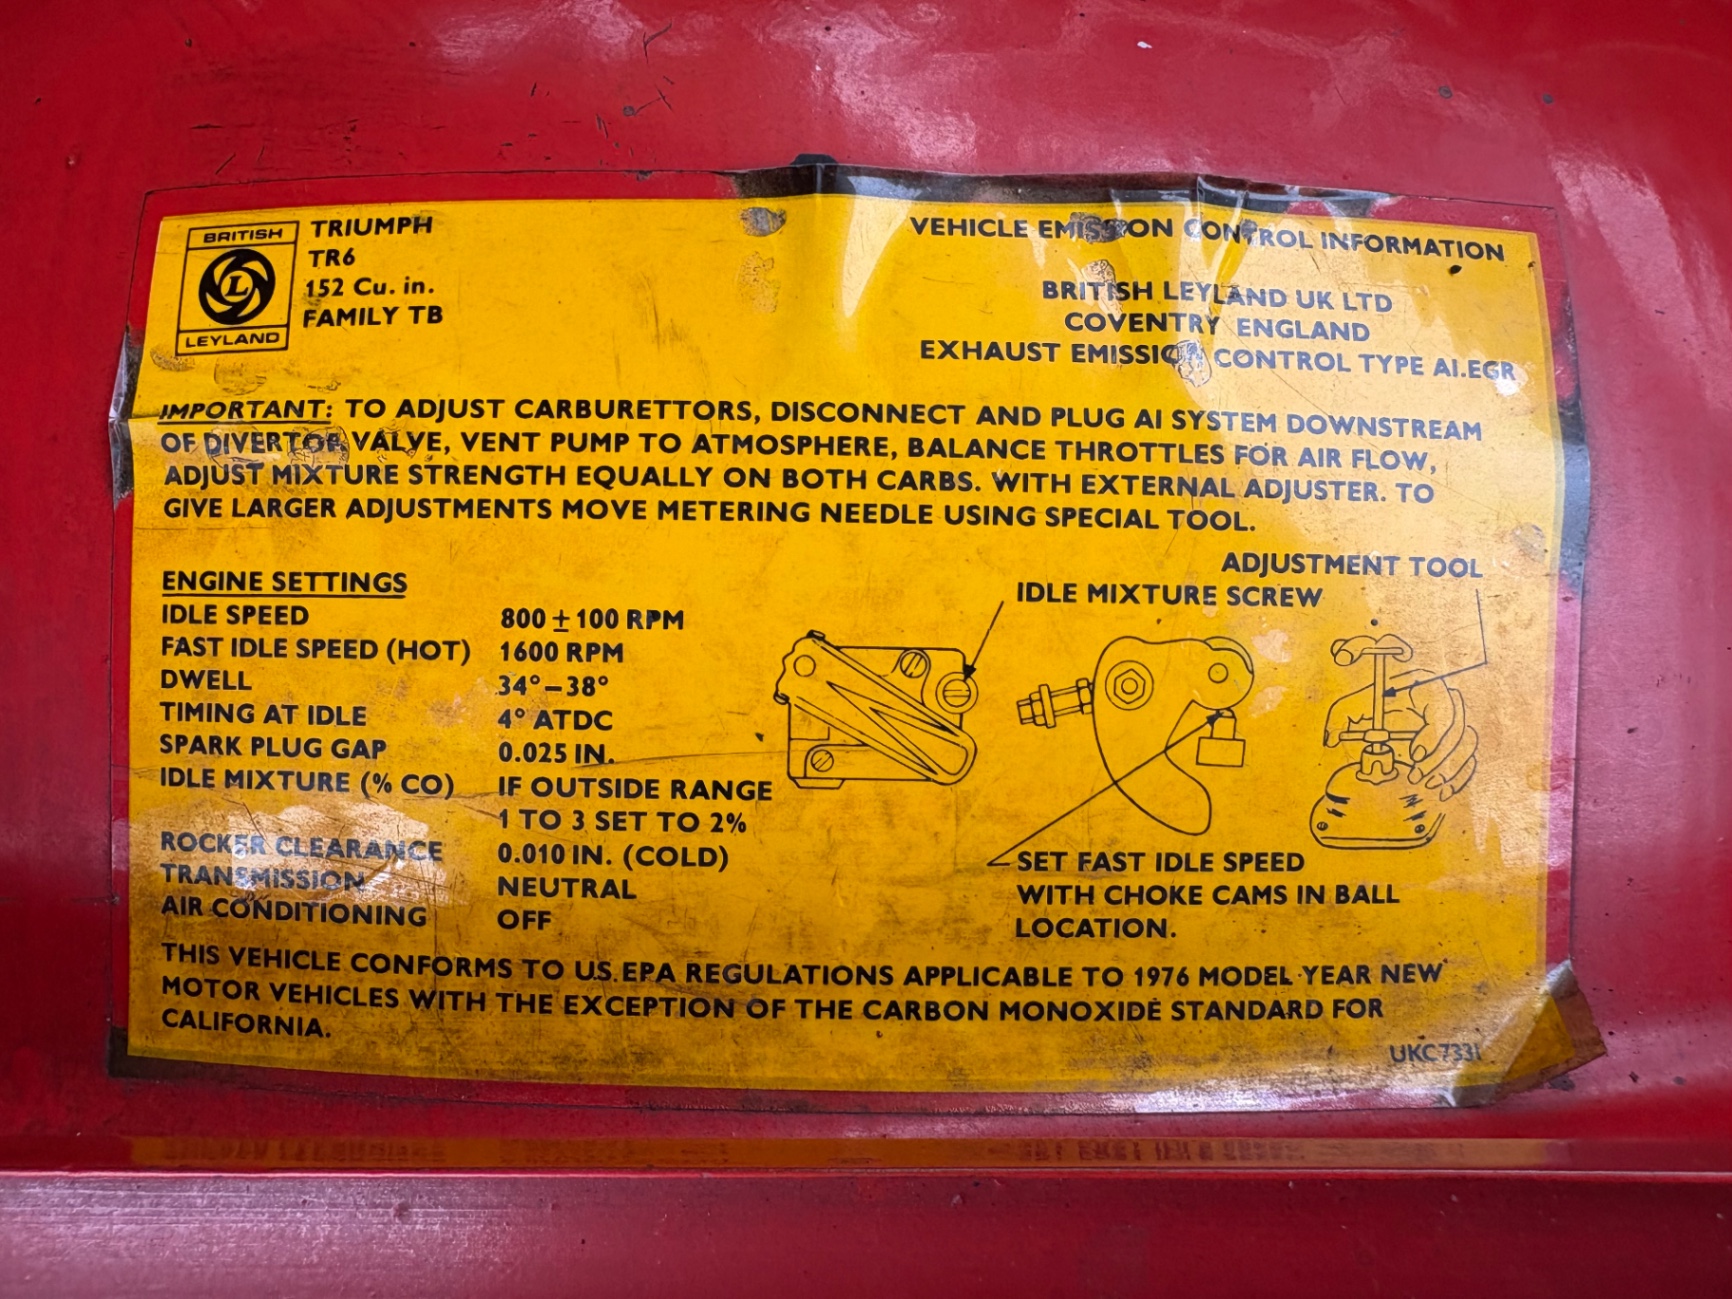 BRITISH
L
LEYLAND
TRIUMPH
TR6
152 Cu. in.
FAMILY TB
VEHICLE EMISSION CONTROL INFORMATION
BRITISH LEYLAND UK LTD
COVENTRY ENGLAND
EXHAUST EMISSION CONTROL TYPE AI.EGR
IMPORTANT: TO ADJUST CARBURETTORS, DISCONNECT AND PLUG AI SYSTEM DOWNSTREAM
OF DIVERTOR VALVE, VENT PUMP TO ATMOSPHERE, BALANCE THROTTLES FOR AIR FLOW,
ADJUST MIXTURE STRENGTH EQUALLY ON BOTH CARBS. WITH EXTERNAL ADJUSTER. TO
GIVE LARGER ADJUSTMENTS MOVE METERING NEEDLE USING SPECIAL TOOL.
ENGINE SETTINGS
IDLE SPEED 800 ± 100 RPM
FAST IDLE SPEED (HOT) 1600 RPM
DWELL 34°–38°
TIMING AT IDLE 4° ATDC
SPARK PLUG GAP 0.025 IN.
IDLE MIXTURE (% CO) IF OUTSIDE RANGE
1 TO 3 SET TO 2%
ROCKER CLEARANCE 0.010 IN. (COLD)
TRANSMISSION NEUTRAL
AIR CONDITIONING OFF
ADJUSTMENT TOOL
IDLE MIXTURE SCREW
SET FAST IDLE SPEED
WITH CHOKE CAMS IN BALL
LOCATION.
THIS VEHICLE CONFORMS TO U.S. EPA REGULATIONS APPLICABLE TO 1976 MODEL YEAR NEW
MOTOR VEHICLES WITH THE EXCEPTION OF THE CARBON MONOXIDE STANDARD FOR
CALIFORNIA.
UKC7331